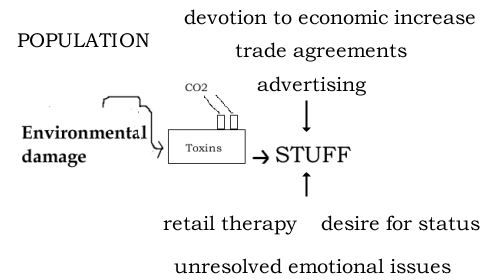 devotion to economic increase
POPULATION
trade agreements
CO2
advertising
Environmental
damage
Toxins
STUFF
retail therapy desire for status
unresolved emotional issues